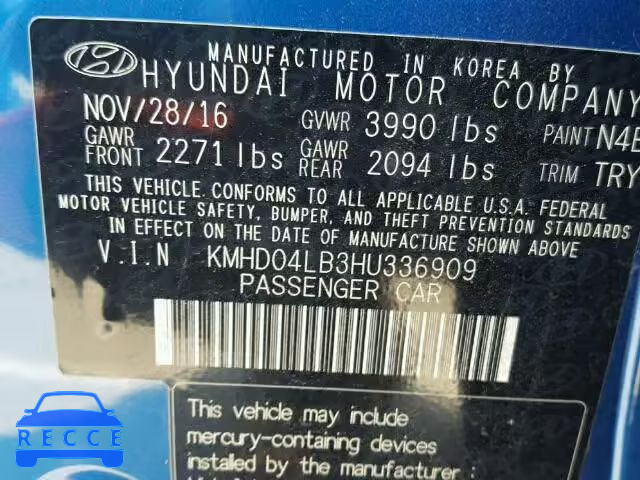 MANUFACTURED IN KOREA BY
HYUNDAI MOTOR COMPANY
NOV/28/16 GVWR 3990 lbs PAINT N4B
GAWR FRONT 2271 lbs GAWR REAR 2094 lbs TRIM TRY
THIS VEHICLE CONFORMS TO ALL APPLICABLE U.S.A. FEDERAL
MOTOR VEHICLE SAFETY, BUMPER, AND THEFT PREVENTION STANDARDS
IN EFFECT ON THE DATE OF MANUFACTURE SHOWN ABOVE
V.I.N KMHD04LB3HU336909
PASSENGER CAR
This vehicle may include
mercury-containing devices
installed by the manufacturer :
RECCE